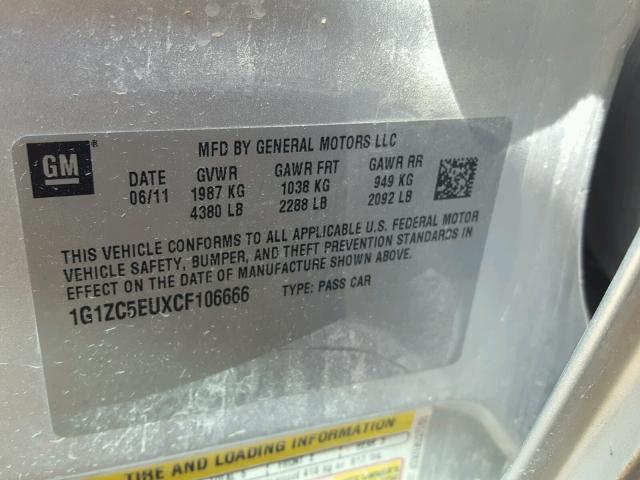 GM ®
MFD BY GENERAL MOTORS LLC
DATE GVWR GAWR FRT GAWR RR
06/11 1987 KG 1038 KG 949 KG
4380 LB 2288 LB 2092 LB
THIS VEHICLE CONFORMS TO ALL APPLICABLE U.S. FEDERAL MOTOR
VEHICLE SAFETY, BUMPER, AND THEFT PREVENTION STANDARDS IN
EFFECT ON THE DATE OF MANUFACTURE SHOWN ABOVE.
1G1ZC5EUXCF106666 TYPE: PASS CAR
TIRE AND LOADING INFORMATION